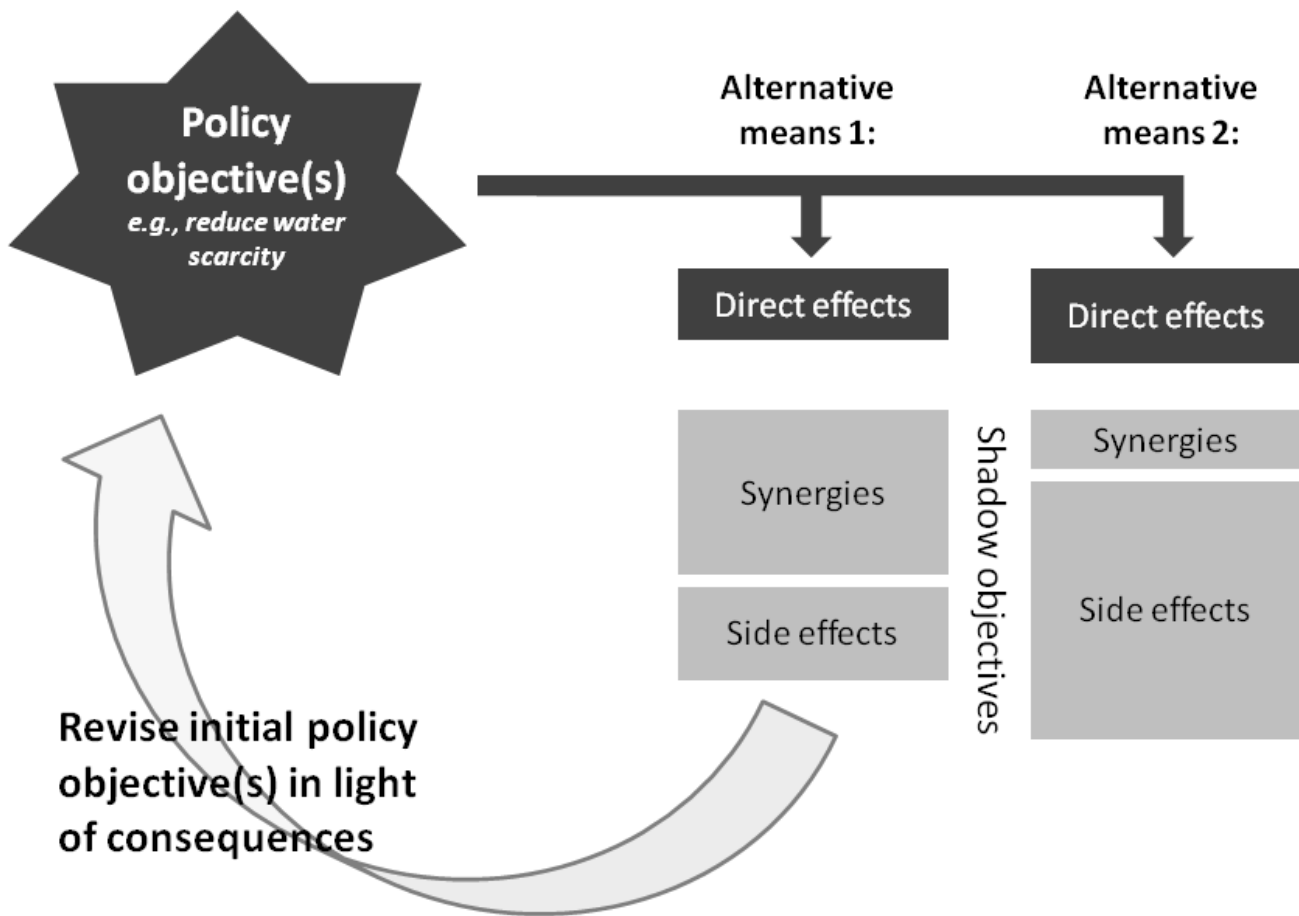 Policy
objective(s)
e.g., reduce water
scarcity
Alternative
means 1:
Alternative
means 2:
Direct effects
Direct effects
Synergies
Side effects
Shadow objectives
Synergies
Side effects
Revise initial policy
objective(s) in light
of consequences